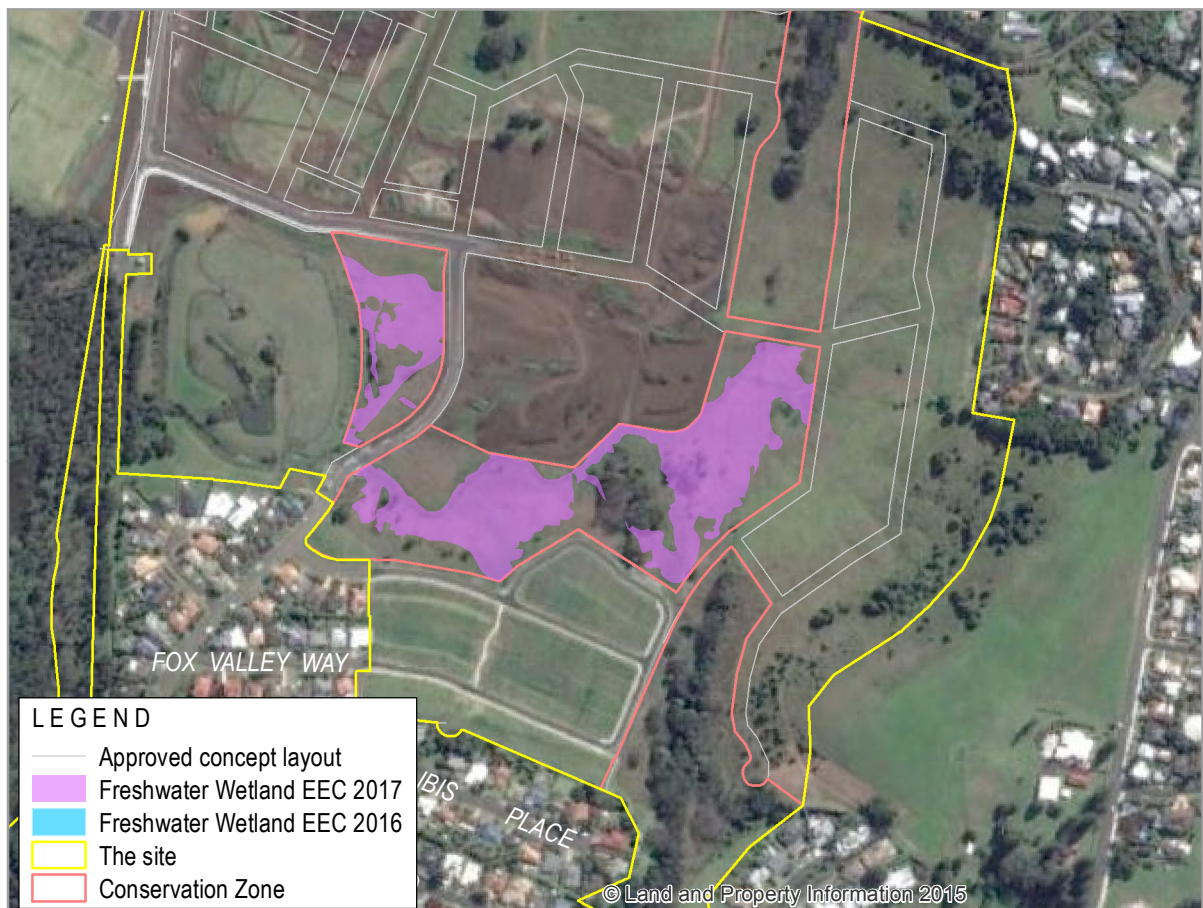 FOX VALLEY WAY
LEGEND
Approved concept layout
Freshwater Wetland EEC 2017
Freshwater Wetland EEC 2016
The site
Conservation Zone
IBIS
PLACE
© Land and Property Information 2015